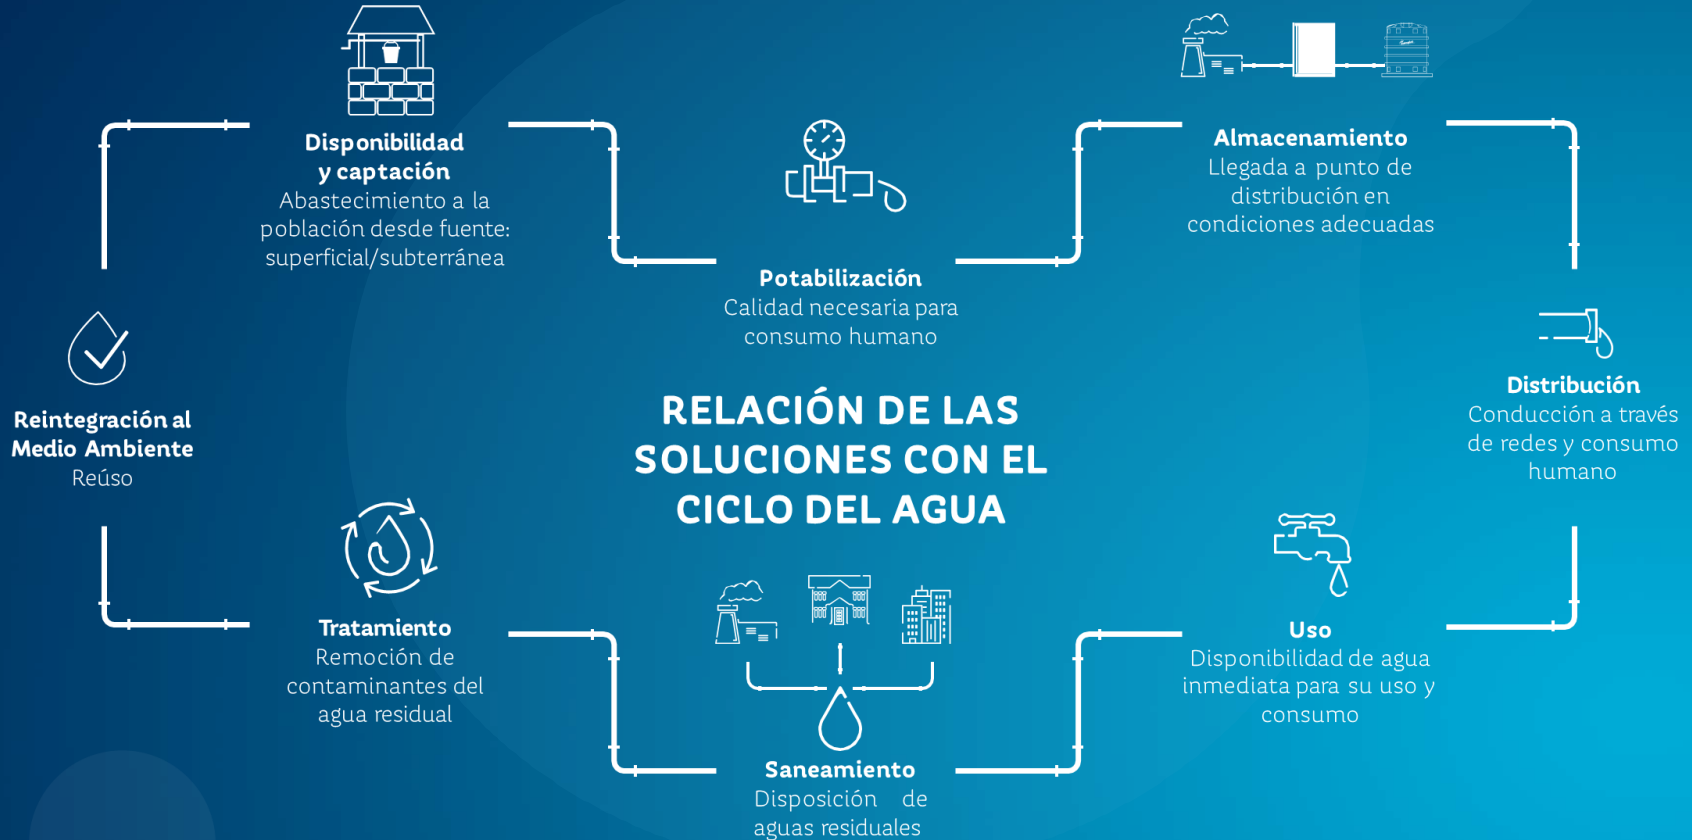 Disponibilidad
y captación
Abastecimiento a la
población desde fuente:
superficial/subterránea
Potabilización
Calidad necesaria para
consumo humano
Almacenamiento
Llegada a punto de
distribución en
condiciones adecuadas
Distribución
Conducción a través
de redes y consumo
humano
RELACIÓN DE LAS
SOLUCIONES CON EL
CICLO DEL AGUA
Uso
Disponibilidad de agua
inmediata para su uso y
consumo
Saneamiento
Disposición de
aguas residuales
Tratamiento
Remoción de
contaminantes del
agua residual
Reintegración al
Medio Ambiente
Reúso